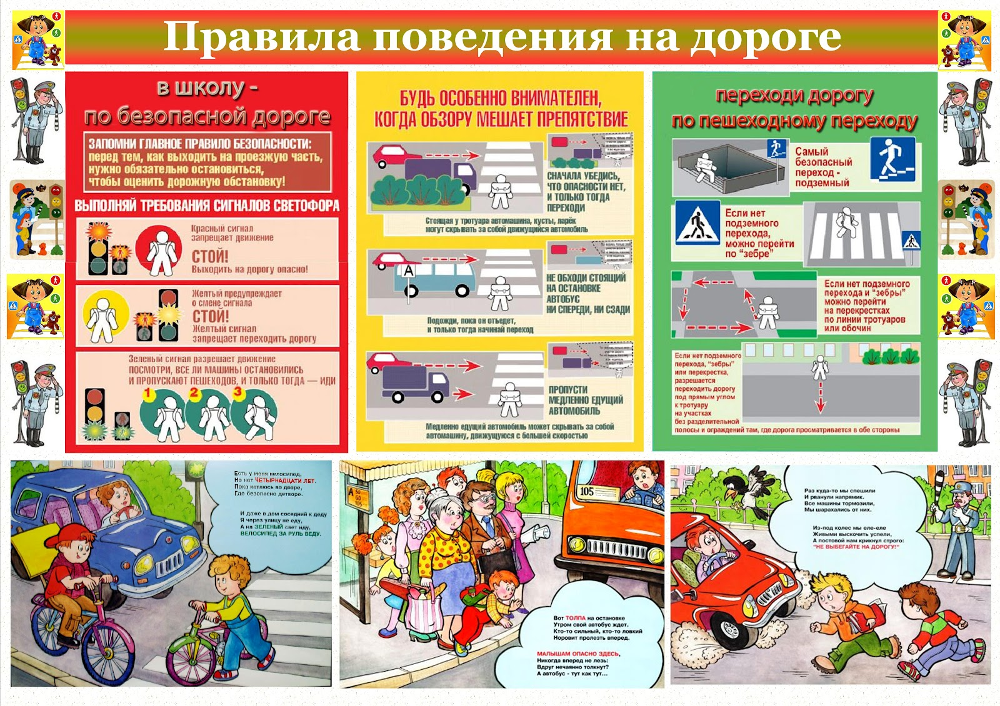 Правила поведения на дороге
в школу -
по безопасной дороге
ЗАПОМНИ ГЛАВНОЕ ПРАВИЛО БЕЗОПАСНОСТИ:
перед тем, как выходить на проезжую часть,
нужно обязательно остановиться,
чтобы оценить дорожную обстановку!
ВЫПОЛНЯЙ ТРЕБОВАНИЯ СИГНАЛОВ СВЕТОФОРА
Красный сигнал
запрещает движение
СТОЙ!
Выходить на дорогу опасно!
Желтый предупреждает
о смене сигнала
СТОЙ!
Желтый сигнал
запрещает переходить дорогу
Зеленый сигнал разрешает движение
ПОСМОТРИ, ВСЕ ЛИ МАШИНЫ ОСТАНОВИЛИСЬ
И ПРОПУСКАЮТ ПЕШЕХОДОВ, И ТОЛЬКО ТОГДА — ИДИ
1 2 3
БУДЬ ОСОБЕННО ВНИМАТЕЛЕН,
КОГДА ОБЗОРУ МЕШАЕТ ПРЕПЯТСТВИЕ
СНАЧАЛА УБЕДИСЬ,
ЧТО ОПАСНОСТИ НЕТ,
И ТОЛЬКО ТОГДА
ПЕРЕХОДИ
Стоящая у тротуара автомашина, кусты, ларёк
могут скрывать за собой движущийся автомобиль
А
НЕ ОБХОДИ СТОЯЩИЙ
НА ОСТАНОВКЕ
АВТОБУС
НИ СПЕРЕДИ, НИ СЗАДИ
Подожди, пока он отъедет,
и только тогда начинай переход
ПРОПУСТИ
МЕДЛЕННО ЕДУЩИЙ
АВТОМОБИЛЬ
Медленно едущий автомобиль может скрывать за собой
автомашину, движущуюся с большей скоростью
переходи дорогу
по пешеходному переходу
Самый
безопасный
переход -
подземный
Если нет
подземного
перехода,
можно перейти
по "зебре"
Если нет подземного
перехода и "зебры"
можно перейти
на перекрестках
по линии тротуаров
или обочин
Если нет подземного
перехода, "зебры"
или перекрестка,
разрешается
переходить дорогу
под прямым углом
к тротуару
на участках
без разделительной
полосы и ограждений там, где дорога просматривается в обе стороны
Есть у меня велосипед,
Но нет ЧЕТЫРНАДЦАТИ ЛЕТ.
Пока катаюсь во дворе,
Где безопасно детворе.
И даже в дом соседний к деду
Я через улицу не еду,
А на ЗЕЛЕНЫЙ свет иду,
ВЕЛОСИПЕД ЗА РУЛЬ ВЕДУ.
А
105
Вот ТОЛПА на остановке
Утром свой автобус ждет.
Кто-то сильный, кто-то ловкий
Норовит пролезть вперед.
МАЛЫШАМ ОПАСНО ЗДЕСЬ,
Никогда вперед не лезь:
Вдруг нечаянно толкнут?
А автобус - тут как тут...
Раз куда-то мы спешили
И рванули напрямик.
Все машины тормозили,
Мы шарахались от них.
Из-под колес мы еле-еле
Живыми выскочить успели,
А постовой нам крикнул строго:
"НЕ ВЫБЕГАЙТЕ НА ДОРОГУ!"